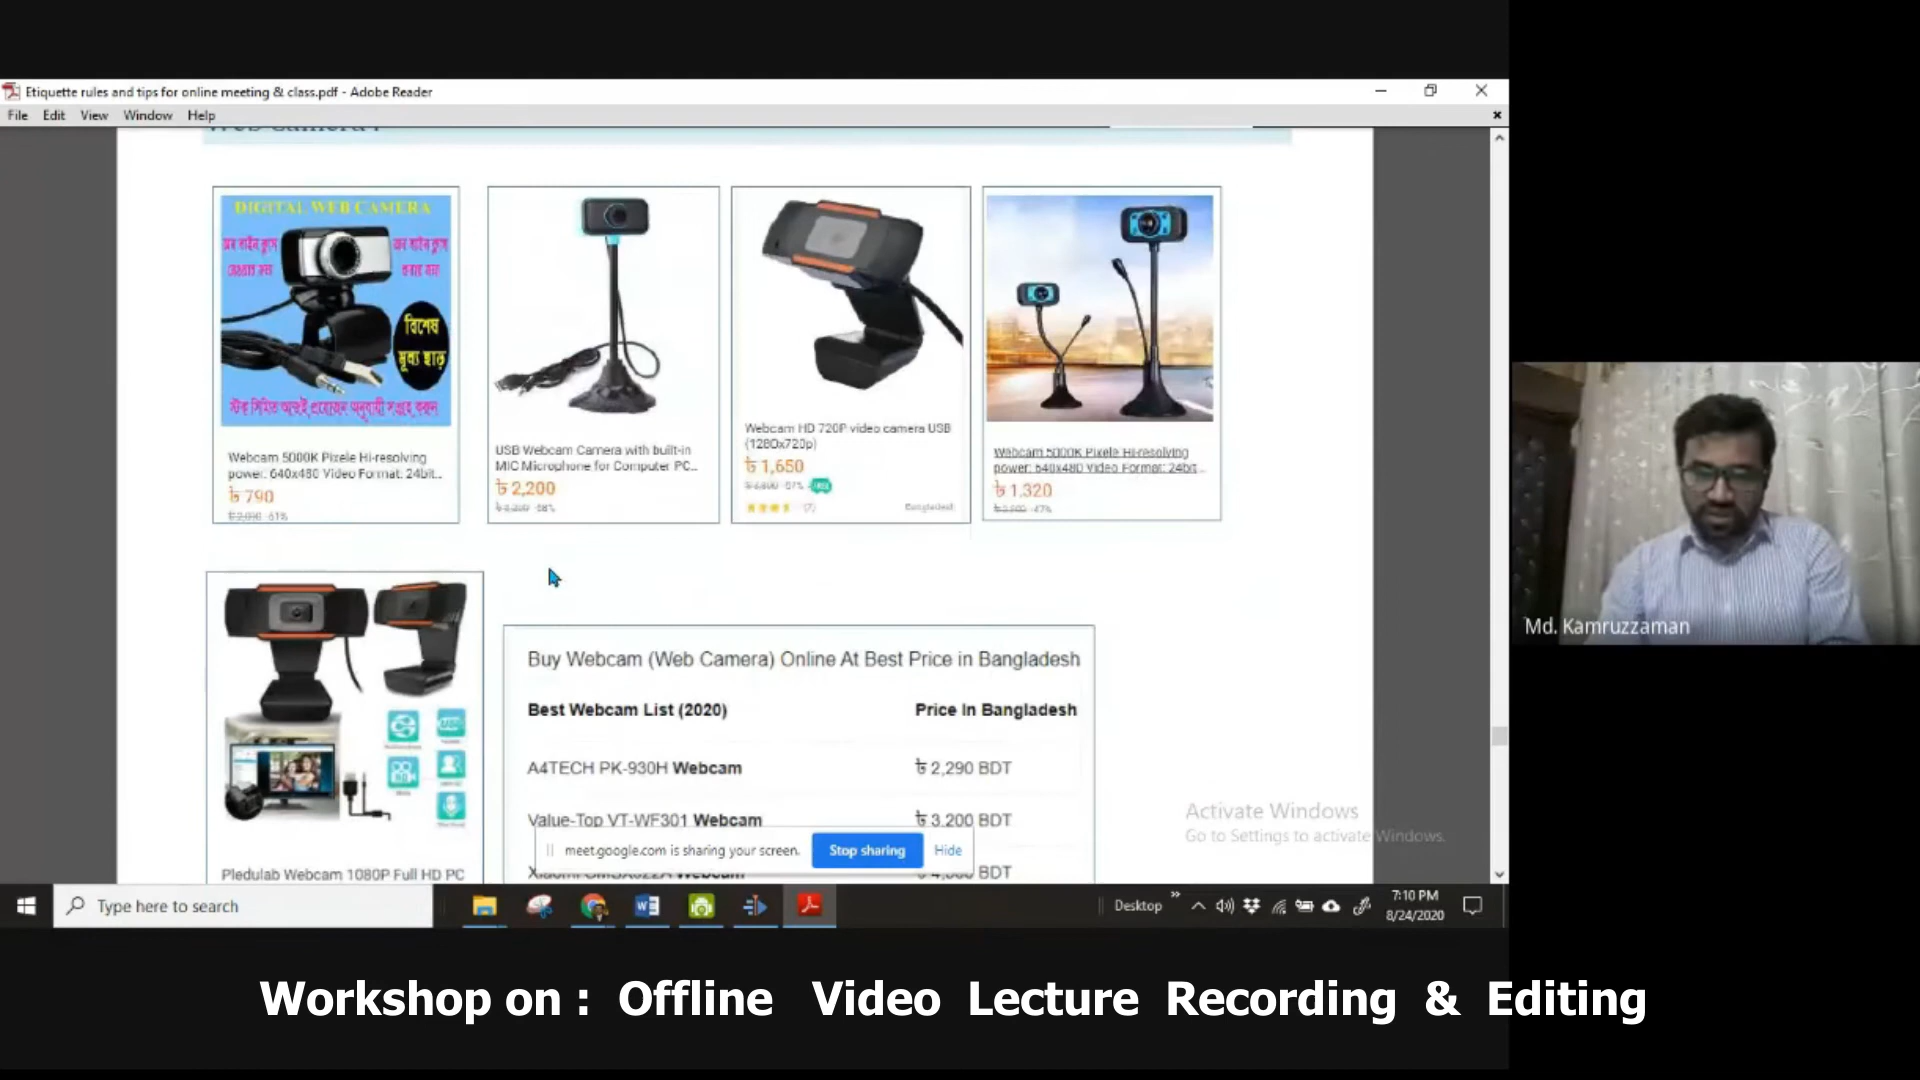 Etiquette rules and tips for online meeting & class.pdf - Adobe Reader
File Edit View Window Help
DIGITAL WEB CAMERA
বিশেষ
মূল্য ছাড়
Webcam 5000K Pixele Hi-resolving
power: 640x480 Video Format: 24bit...
৳ 790
-61%
USB Webcam Camera with built-in
MIC Microphone for Computer PC...
৳ 2,200
Webcam HD 720P video camera USB
(1280x720p)
৳ 1,650
Bangladesh
Webcam 5000K Pixele Hi-resolving
power: 640x480 Video Format: 24bit...
৳ 1,320
-47%
Pledulab Webcam 1080P Full HD PC
Buy Webcam (Web Camera) Online At Best Price in Bangladesh
Best Webcam List (2020) Price In Bangladesh
A4TECH PK-930H Webcam ৳ 2,290 BDT
Value-Top VT-WF301 Webcam ৳ 3,200 BDT
BDT
meet.google.com is sharing your screen. Stop sharing Hide
Activate Windows
Go to Settings to activate Windows.
Type here to search
Desktop
7:10 PM
8/24/2020
Md. Kamruzzaman
Workshop on : Offline Video Lecture Recording & Editing